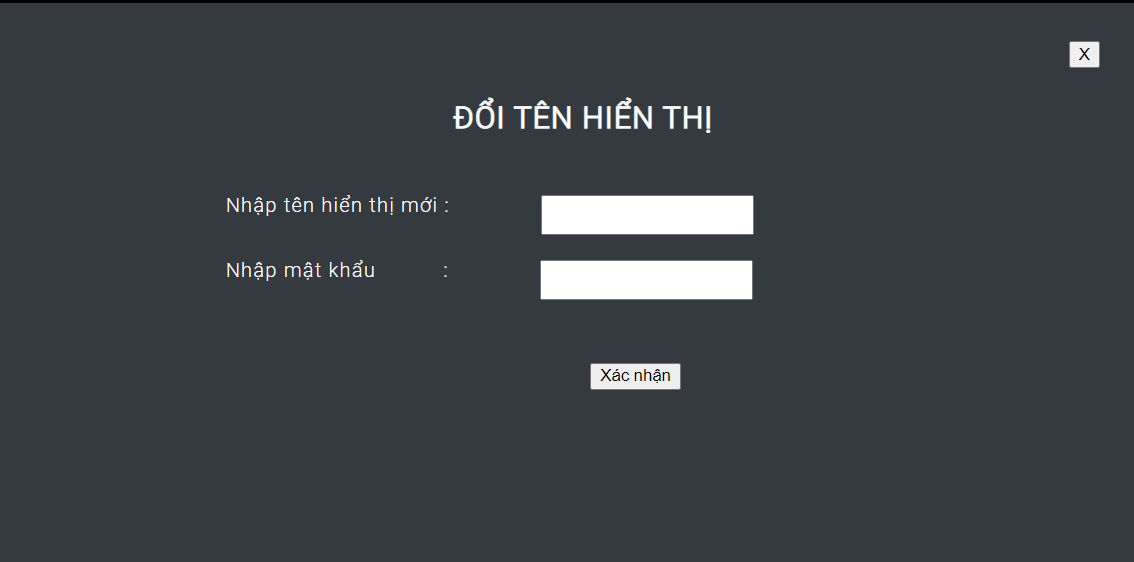 X
ĐỔI TÊN HIỂN THỊ
Nhập tên hiển thị mới :
Nhập mật khẩu :
Xác nhận